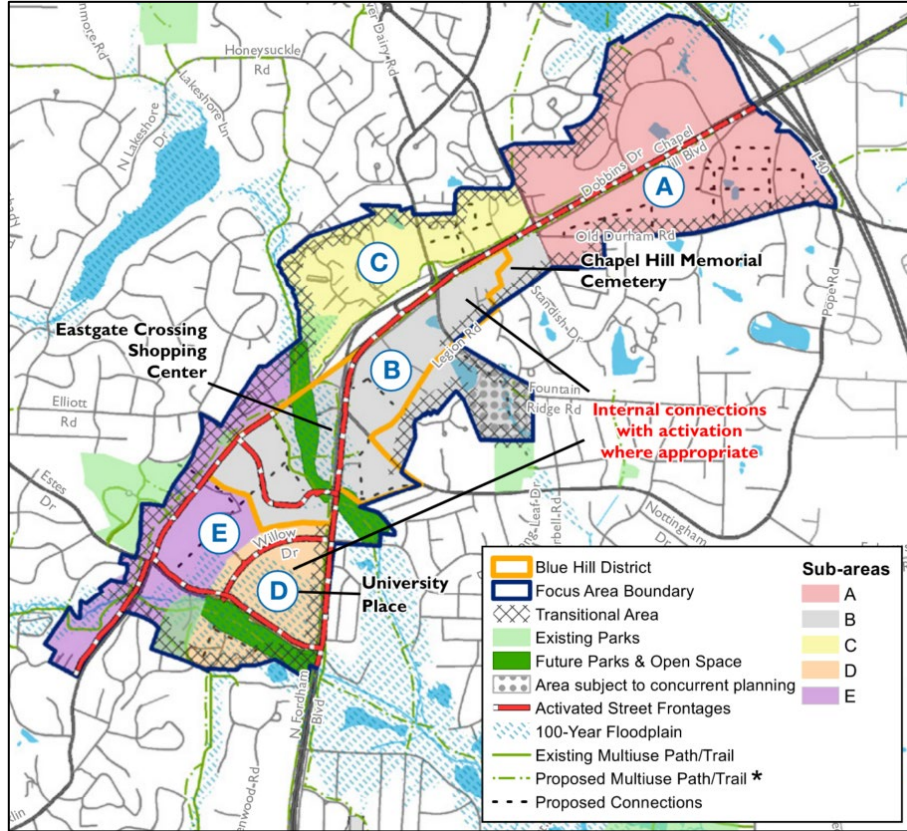 Honeysuckle
Rd
Lakeshore Ln
N Lakeshore
Dr
Dairy Rd
Dobbins Dr
Chapel
Hill Blvd
I 40
A
Old Durham Rd
C
Chapel Hill Memorial
Cemetery
Pope Rd
Standish Dr
Eastgate Crossing
Shopping
Center
Legion Rd
B
Fountain
Ridge Rd
Elliott
Rd
Internal connections
with activation
where appropriate
Estes
Dr
E
Willow
Dr
Nottingham
Dr
D
University
Place
N Fordham
Blvd
Blue Hill District
Focus Area Boundary
Transitional Area
Existing Parks
Future Parks & Open Space
Area subject to concurrent planning
Activated Street Frontages
100-Year Floodplain
Existing Multiuse Path/Trail
Proposed Multiuse Path/Trail *
Proposed Connections
Sub-areas
A
B
C
D
E